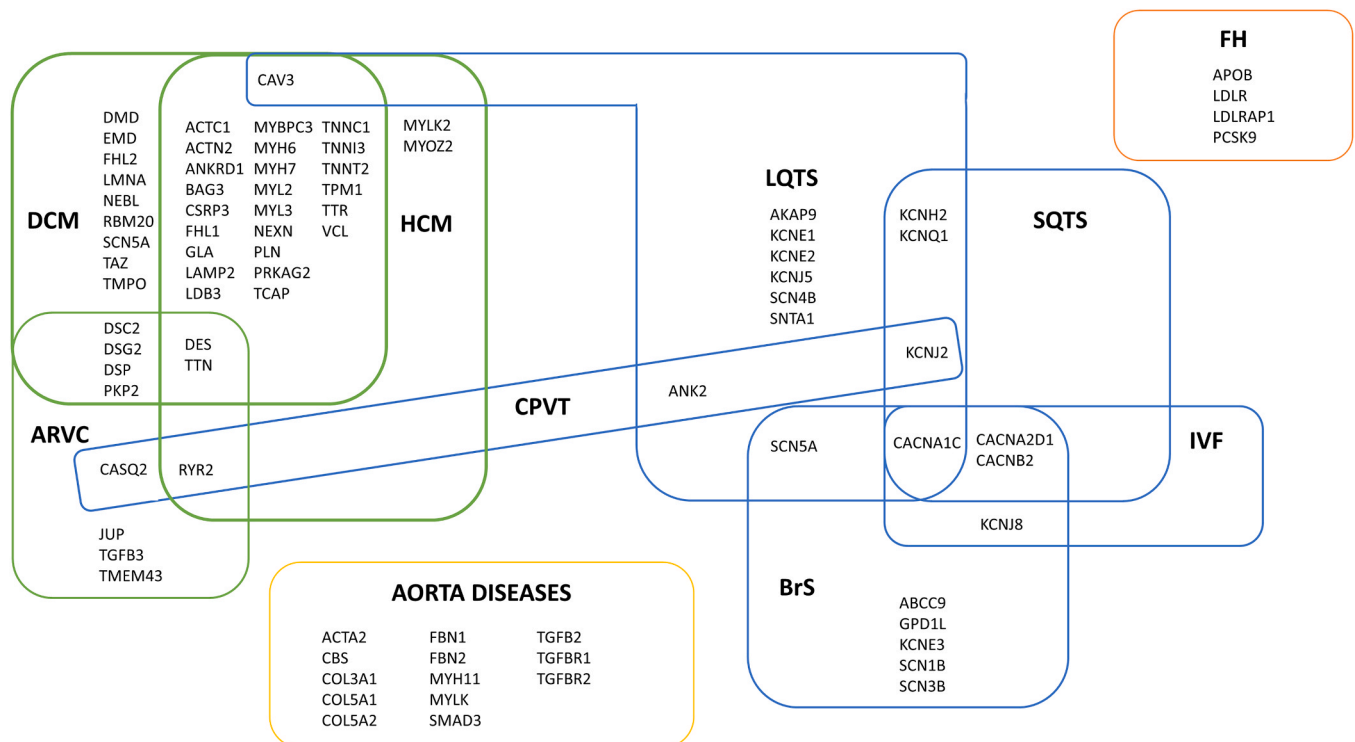 FH
APOB
LDLR
LDLRAP1
PCSK9
CAV3
DCM
DMD
EMD
FHL2
LMNA
NEBL
RBM20
SCN5A
TAZ
TMPO
ACTC1 MYBPC3 TNNC1
ACTN2 MYH6 TNNI3
ANKRD1 MYH7 TNNT2
BAG3 MYL2 TPM1
CSRP3 MYL3 TTR
FHL1 NEXN VCL
GLA PLN
LAMP2 PRKAG2
LDB3 TCAP
MYLK2
MYOZ2
HCM
LQTS
AKAP9
KCNE1
KCNE2
KCNJ5
SCN4B
SNTA1
KCNH2
KCNQ1
SQTS
DSC2
DSG2
DSP
PKP2
DES
TTN
KCNJ2
ANK2
CPVT
ARVC
CASQ2 RYR2
SCN5A
CACNA1C
CACNA2D1
CACNB2
IVF
KCNJ8
JUP
TGFB3
TMEM43
AORTA DISEASES
ACTA2 FBN1 TGFB2
CBS FBN2 TGFBR1
COL3A1 MYH11 TGFBR2
COL5A1 MYLK
COL5A2 SMAD3
BrS
ABCC9
GPD1L
KCNE3
SCN1B
SCN3B